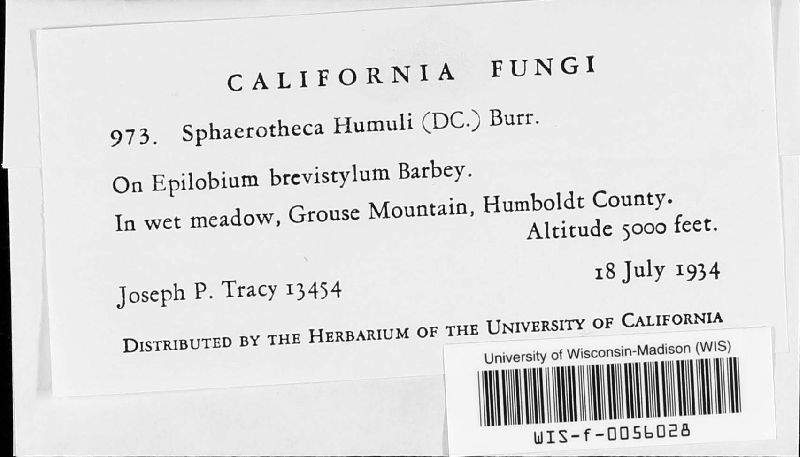 CALIFORNIA FUNGI
973. Sphaerotheca Humuli (DC.) Burr.
On Epilobium brevistylum Barbey.
In wet meadow, Grouse Mountain, Humboldt County.
Altitude 5000 feet.
18 July 1934
Joseph P. Tracy 13454
Distributed by the Herbarium of the University of California
University of Wisconsin-Madison (WIS)
WIS-f-0056028